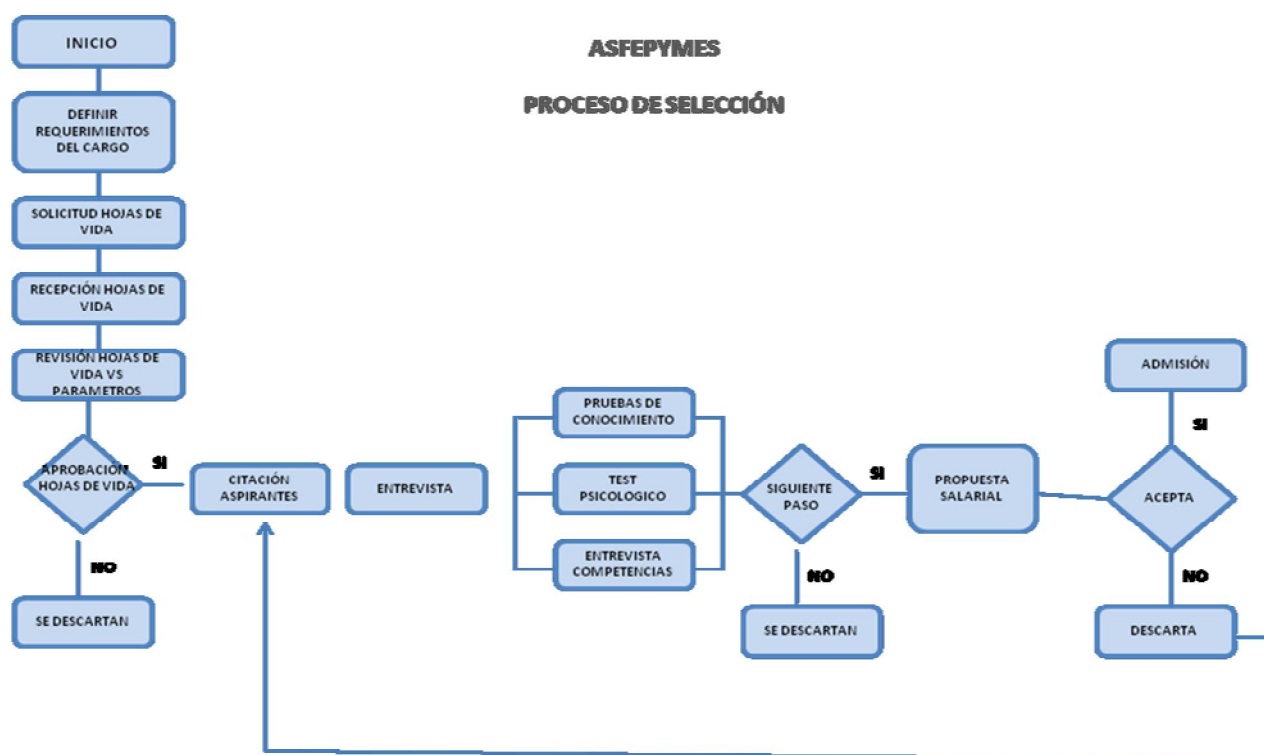 ASFEPYMES
PROCESO DE SELECCIÓN
INICIO
DEFINIR
REQUERIMIENTOS
DEL CARGO
SOLICITUD HOJAS DE
VIDA
RECEPCIÓN HOJAS DE
VIDA
REVISIÓN HOJAS DE
VIDA VS
PARAMETROS
APROBACIÓN
HOJAS DE VIDA
SI
NO
SE DESCARTAN
CITACIÓN
ASPIRANTES
ENTREVISTA
PRUEBAS DE
CONOCIMIENTO
TEST
PSICOLOGICO
ENTREVISTA
COMPETENCIAS
SIGUIENTE
PASO
SI
NO
SE DESCARTAN
PROPUESTA
SALARIAL
ACEPTA
SI
ADMISIÓN
NO
DESCARTA